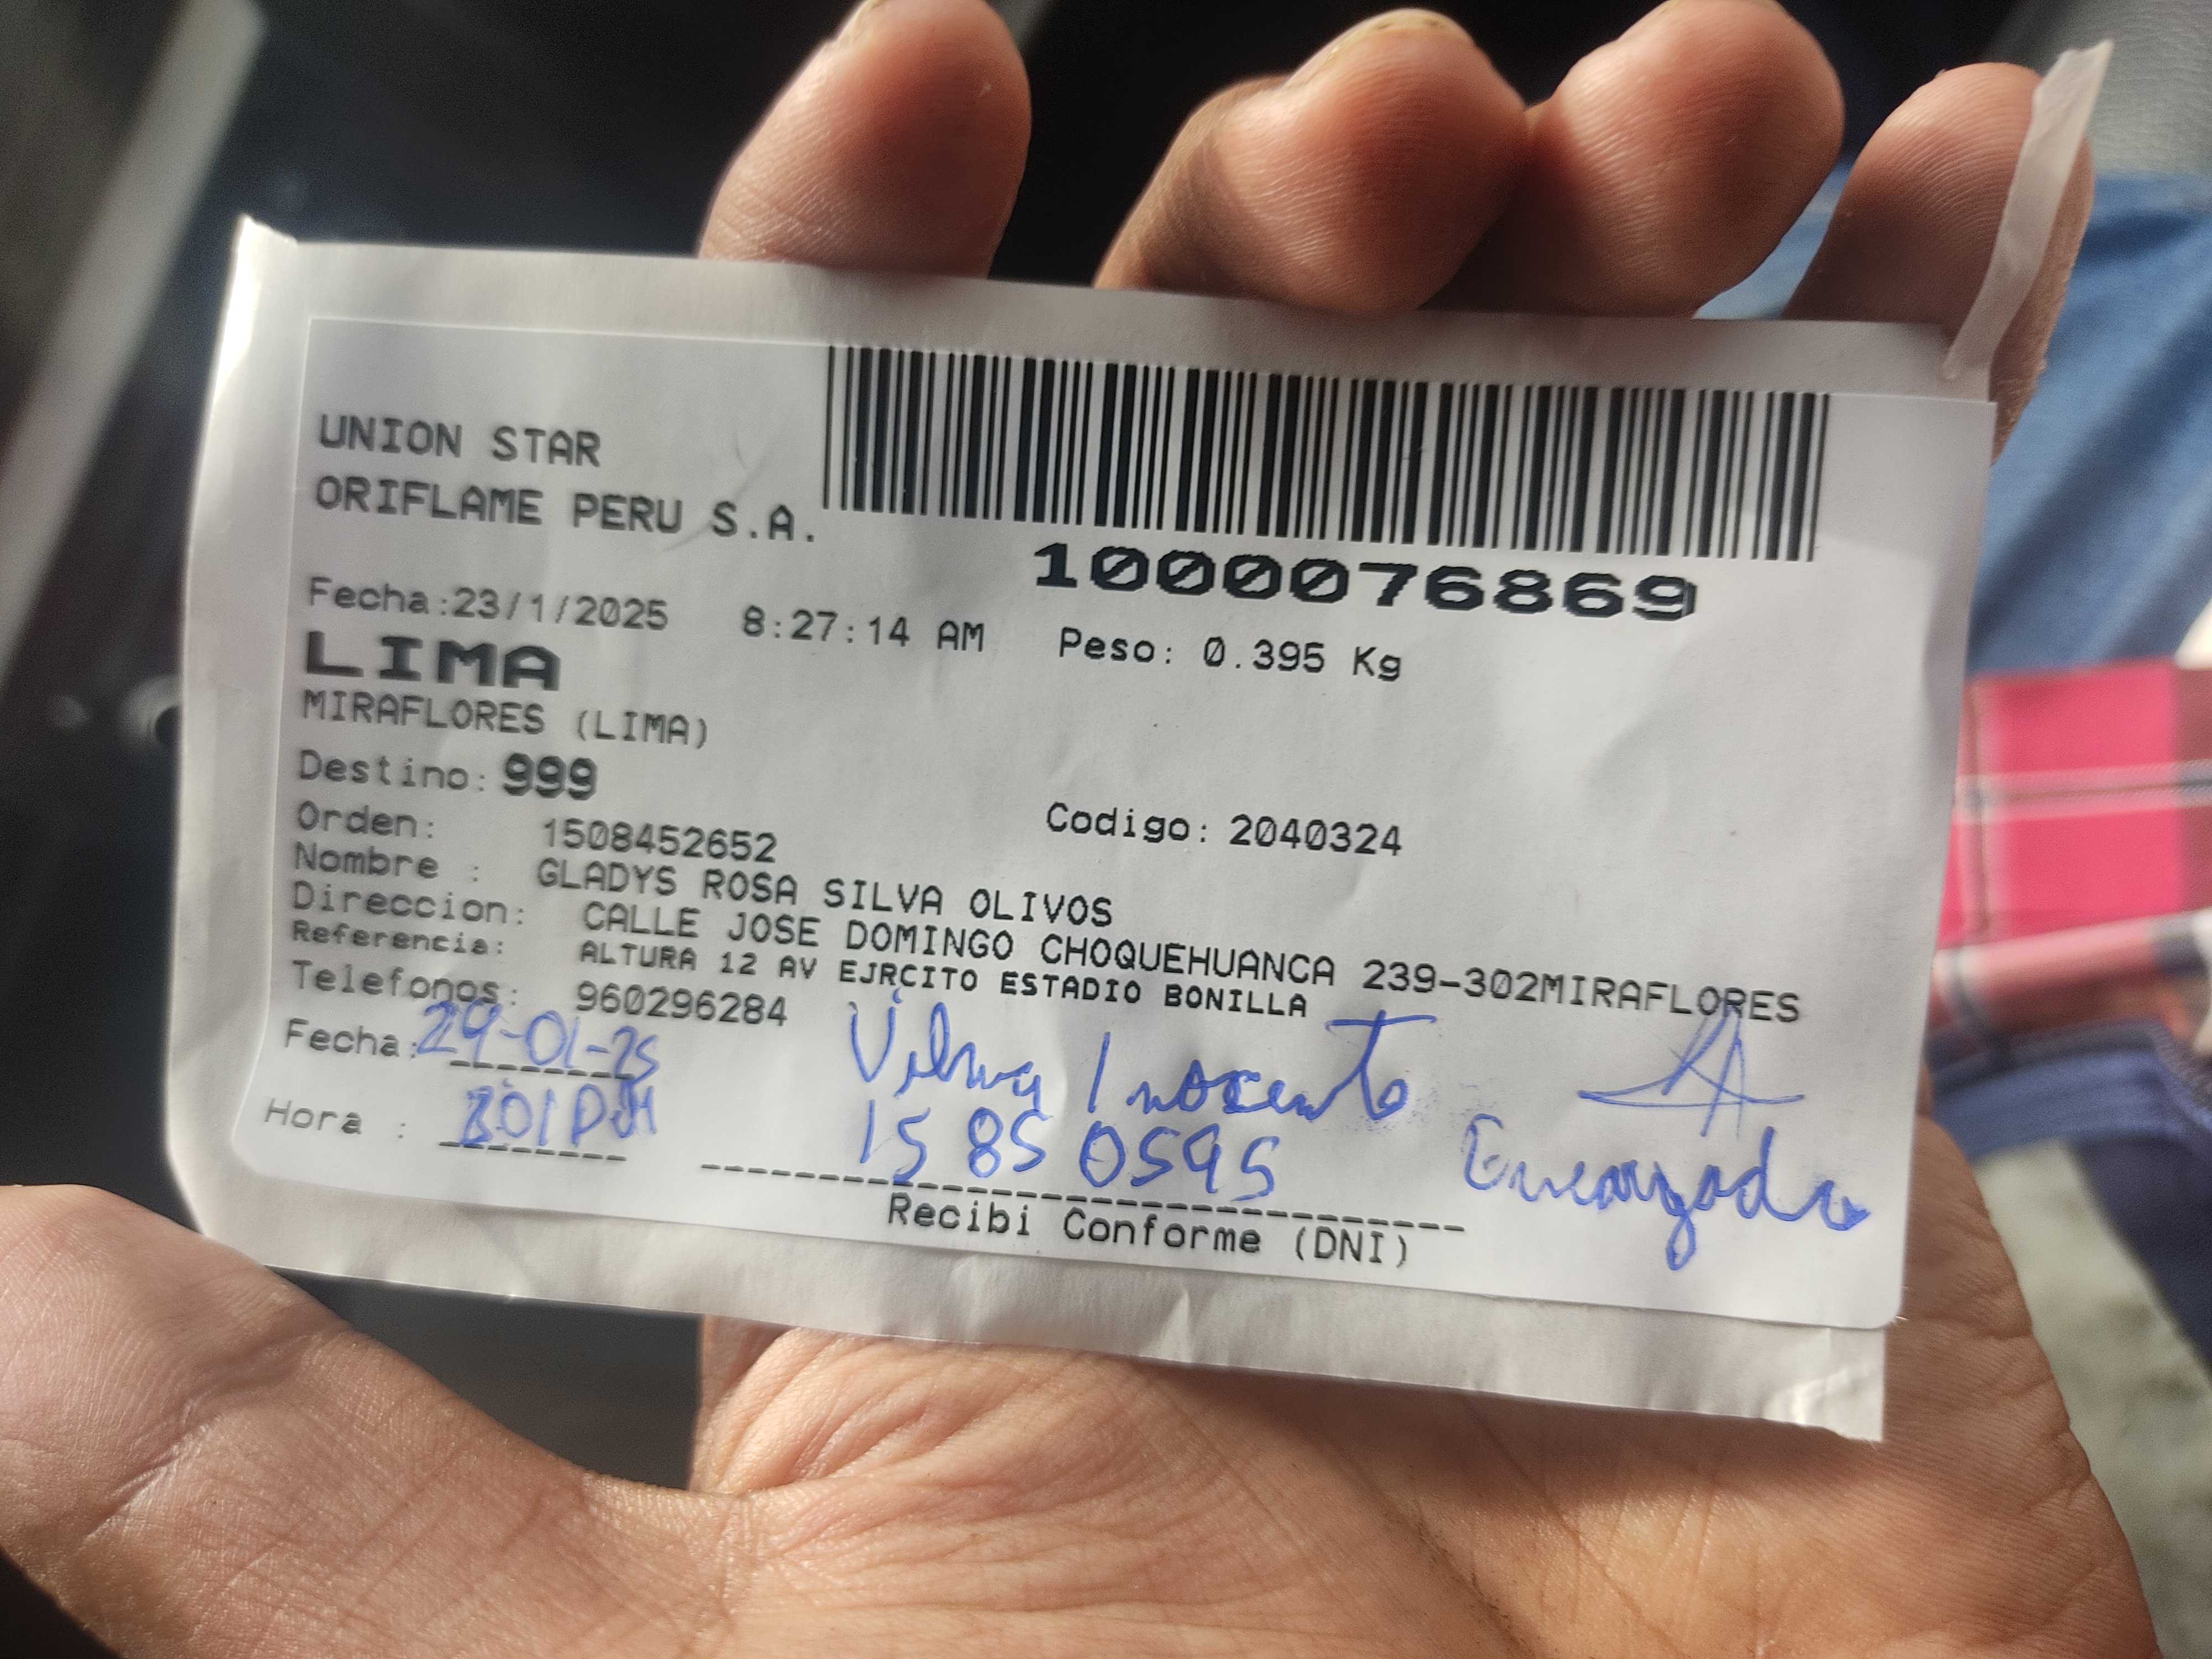 UNION STAR
ORIFLAME PERU S.A.
1000076869
Fecha:23/1/2025 8:27:14 AM Peso: 0.395 Kg
LIMA
MIRAFLORES (LIMA)
Destino: 999
Orden: 1508452652 Codigo: 2040324
Nombre : GLADYS ROSA SILVA OLIVOS
Direccion: CALLE JOSE DOMINGO CHOQUEHUANCA 239-302MIRAFLORES
Referencia: ALTURA 12 AV EJRCITO ESTADIO BONILLA
Telefonos: 960296284
Fecha: 29-01-25 Vilma Inocente
Hora : 3:01 PM 15850595 Encargada
Recibi Conforme (DNI)